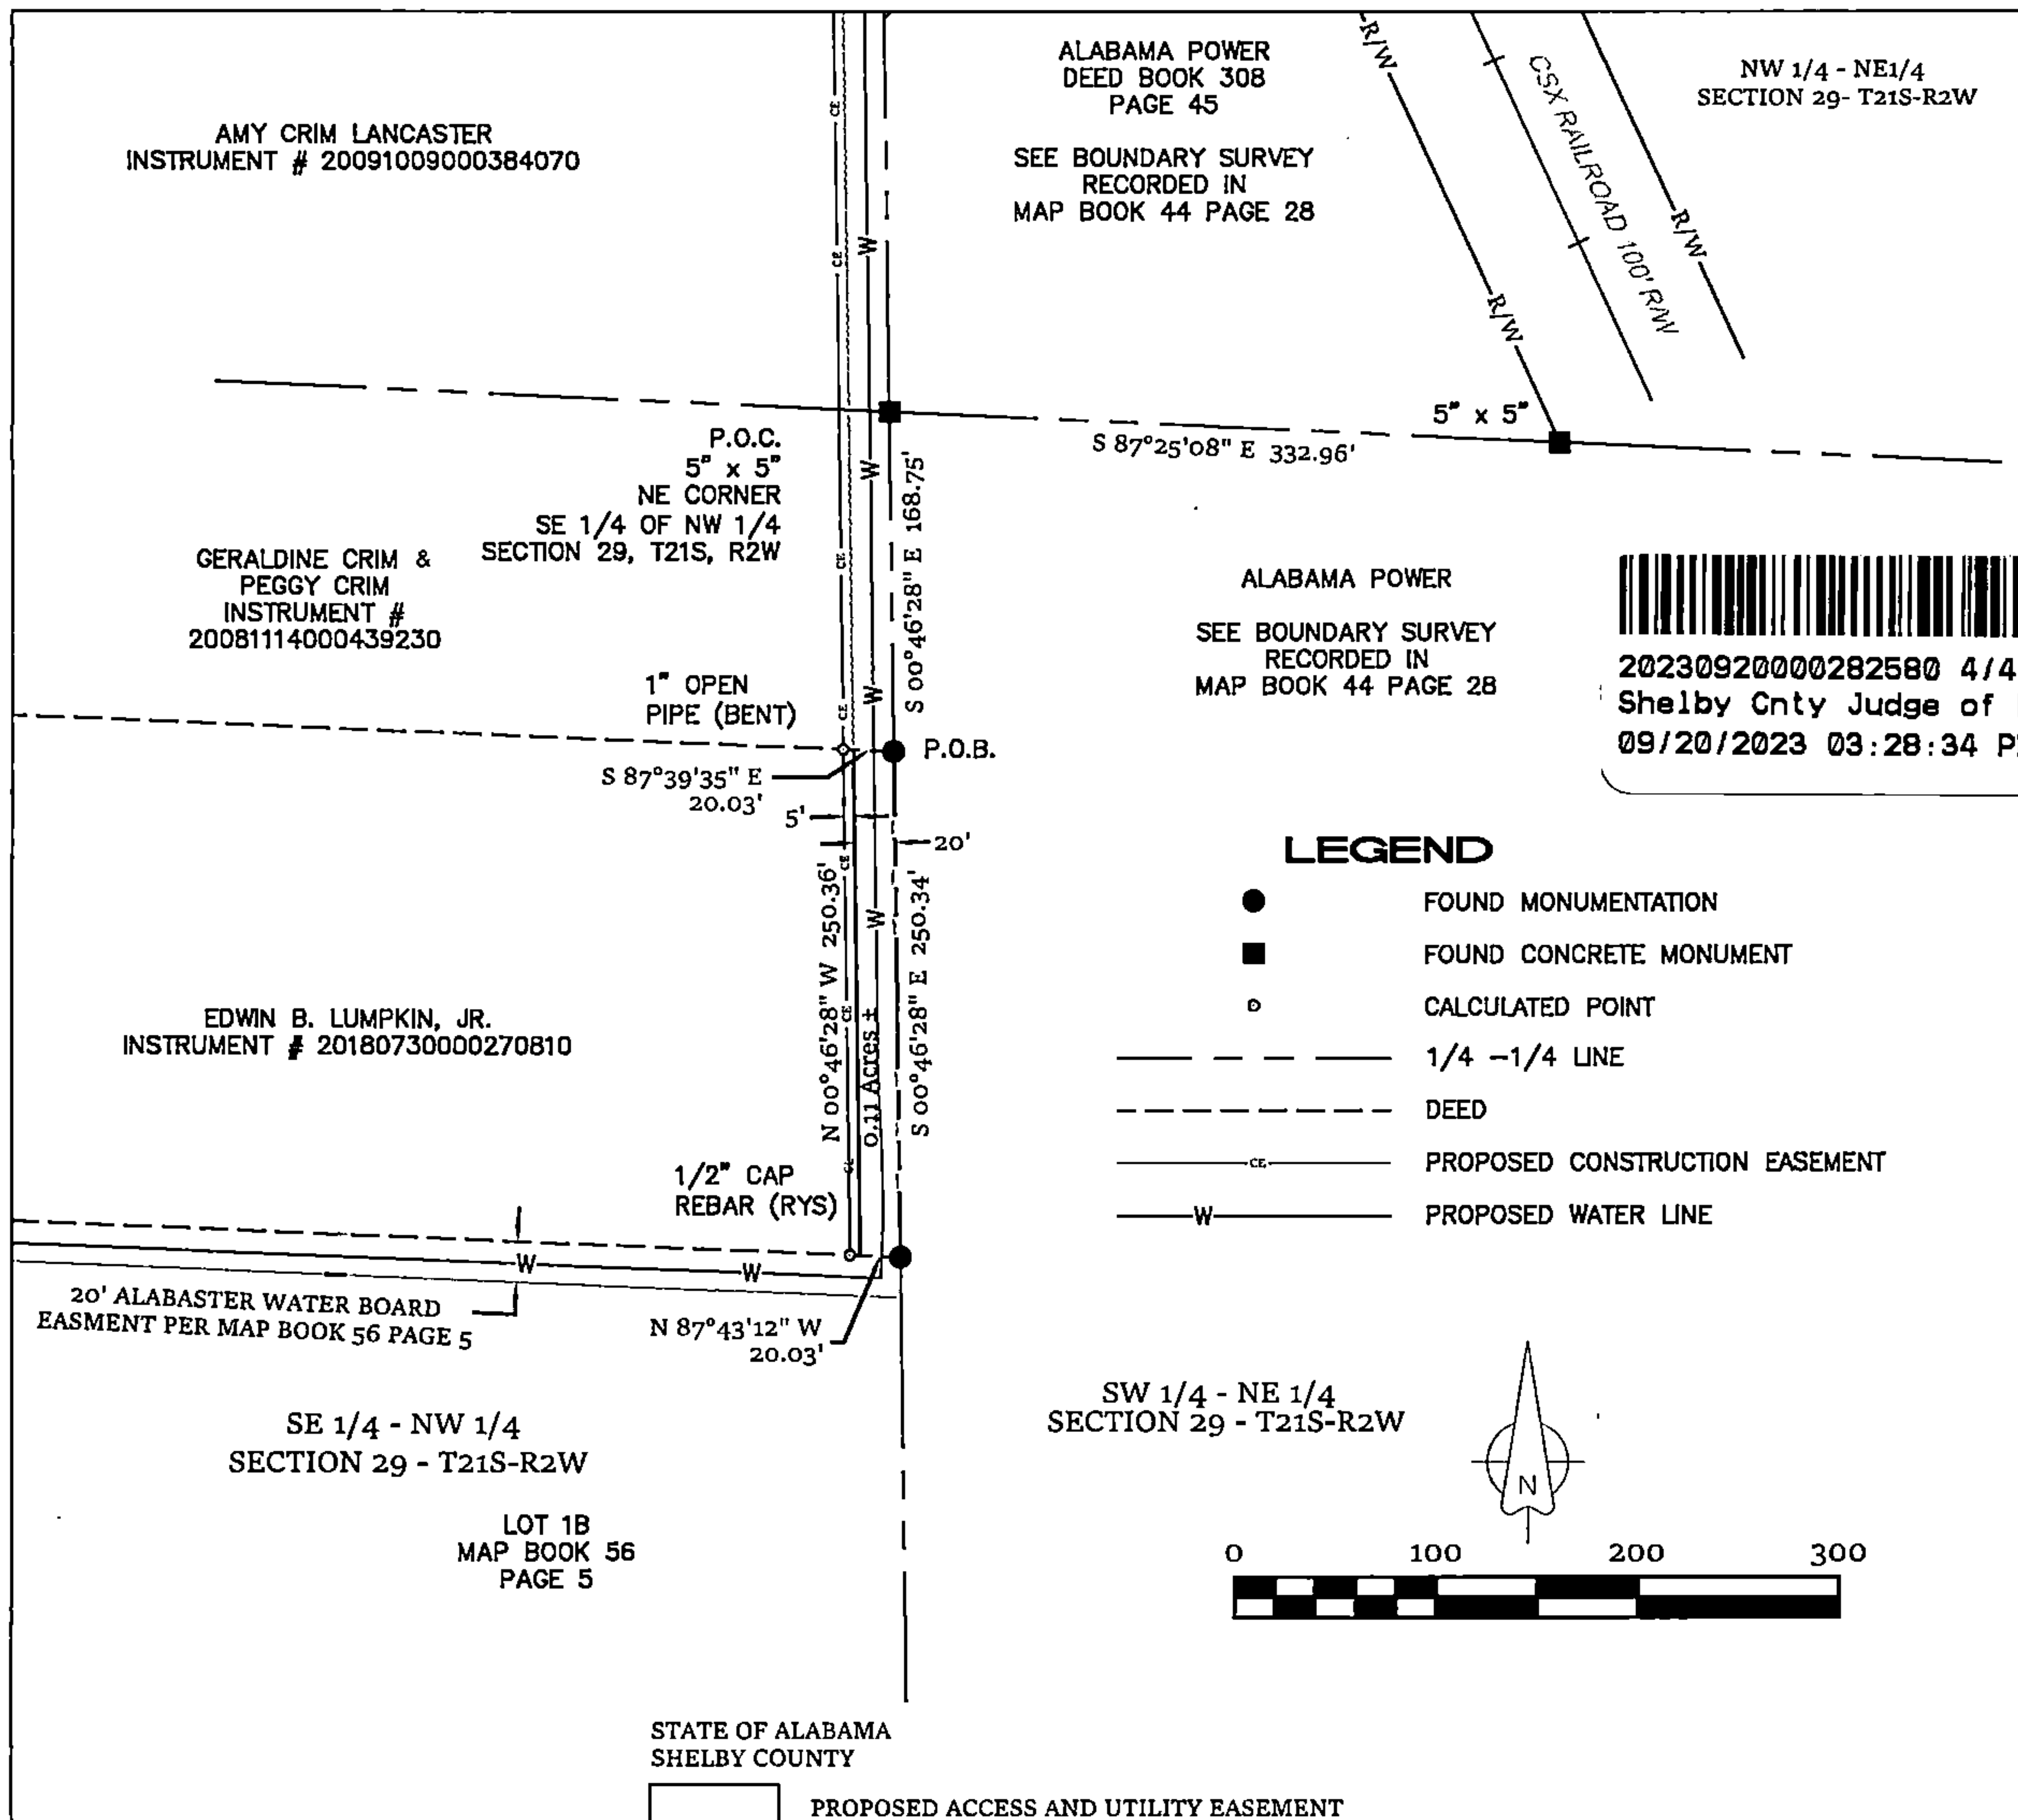 ALABAMA POWER
DEED BOOK 308
PAGE 45
SEE BOUNDARY SURVEY
RECORDED IN
MAP BOOK 44 PAGE 28
R/W
R/W
R/W
CSX RAILROAD 100' R/W
NW 1/4 - NE1/4
SECTION 29- T21S-R2W
AMY CRIM LANCASTER
INSTRUMENT # 20091009000384070
CE
CE
W
5" x 5"
S 87°25'08" E 332.96'
P.O.C.
5" x 5"
NE CORNER
SE 1/4 OF NW 1/4
SECTION 29, T21S, R2W
CE
W
S 00°46'28" E 168.75'
GERALDINE CRIM &
PEGGY CRIM
INSTRUMENT #
20081114000439230
ALABAMA POWER
SEE BOUNDARY SURVEY
RECORDED IN
MAP BOOK 44 PAGE 28
20230920000282580 4/4
Shelby Cnty Judge of
09/20/2023 03:28:34
1" OPEN
PIPE (BENT)
CE
W
P.O.B.
S 87°39'35" E
20.03'
5'
20'
CE
W
CE
CE
N 00°46'28" W 250.36'
0.11 Acres ±
S 00°46'28" E 250.34'
LEGEND
FOUND MONUMENTATION
FOUND CONCRETE MONUMENT
CALCULATED POINT
1/4 -1/4 LINE
DEED
CE PROPOSED CONSTRUCTION EASEMENT
W PROPOSED WATER LINE
EDWIN B. LUMPKIN, JR.
INSTRUMENT # 20180730000270810
1/2" CAP
REBAR (RYS)
W
W
20' ALABASTER WATER BOARD
EASMENT PER MAP BOOK 56 PAGE 5
N 87°43'12" W
20.03'
SE 1/4 - NW 1/4
SECTION 29 - T21S-R2W
SW 1/4 - NE 1/4
SECTION 29 - T21S-R2W
N
LOT 1B
MAP BOOK 56
PAGE 5
0 100 200 300
STATE OF ALABAMA
SHELBY COUNTY
PROPOSED ACCESS AND UTILITY EASEMENT